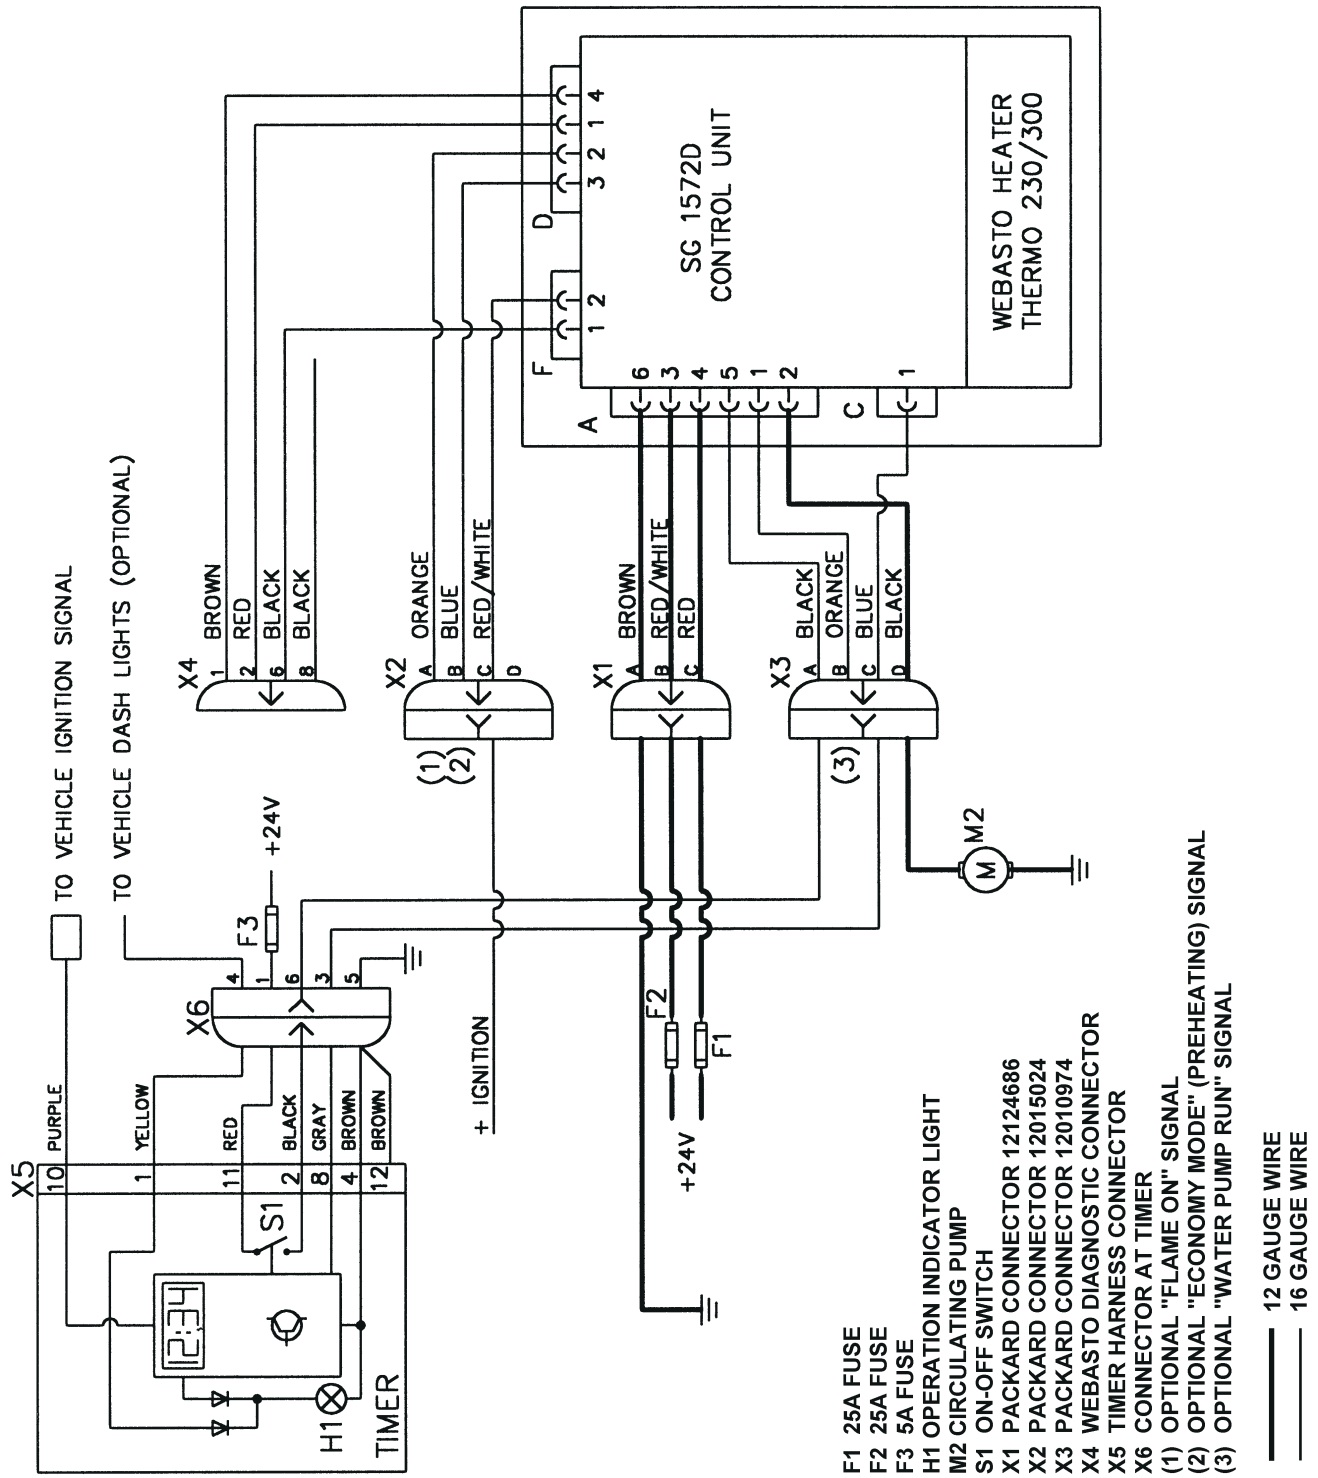 TO VEHICLE IGNITION SIGNAL
TO VEHICLE DASH LIGHTS (OPTIONAL)
+24V
F3
X6
4
1
6
3
5
X5
10
PURPLE
1
YELLOW
11
RED
2
BLACK
8
GRAY
4
BROWN
12
BROWN
S1
12:34
H1
TIMER
X4
1
BROWN
2
RED
6
BLACK
8
BLACK
X2
A
ORANGE
B
BLUE
C
RED/WHITE
D
(1)
(2)
+ IGNITION
X1
A
BROWN
B
RED/WHITE
C
RED
F2
F1
+24V
X3
A
BLACK
B
ORANGE
C
BLUE
D
BLACK
(3)
M2
M
D
4
1
2
3
F
2
1
A
6
3
4
5
1
2
C
1
SG 1572D
CONTROL UNIT
WEBASTO HEATER
THERMO 230/300
F1 25A FUSE
F2 25A FUSE
F3 5A FUSE
H1 OPERATION INDICATOR LIGHT
M2 CIRCULATING PUMP
S1 ON-OFF SWITCH
X1 PACKARD CONNECTOR 12124686
X2 PACKARD CONNECTOR 12015024
X3 PACKARD CONNECTOR 12010974
X4 WEBASTO DIAGNOSTIC CONNECTOR
X5 TIMER HARNESS CONNECTOR
X6 CONNECTOR AT TIMER
(1) OPTIONAL "FLAME ON" SIGNAL
(2) OPTIONAL "ECONOMY MODE" (PREHEATING) SIGNAL
(3) OPTIONAL "WATER PUMP RUN" SIGNAL
12 GAUGE WIRE
16 GAUGE WIRE